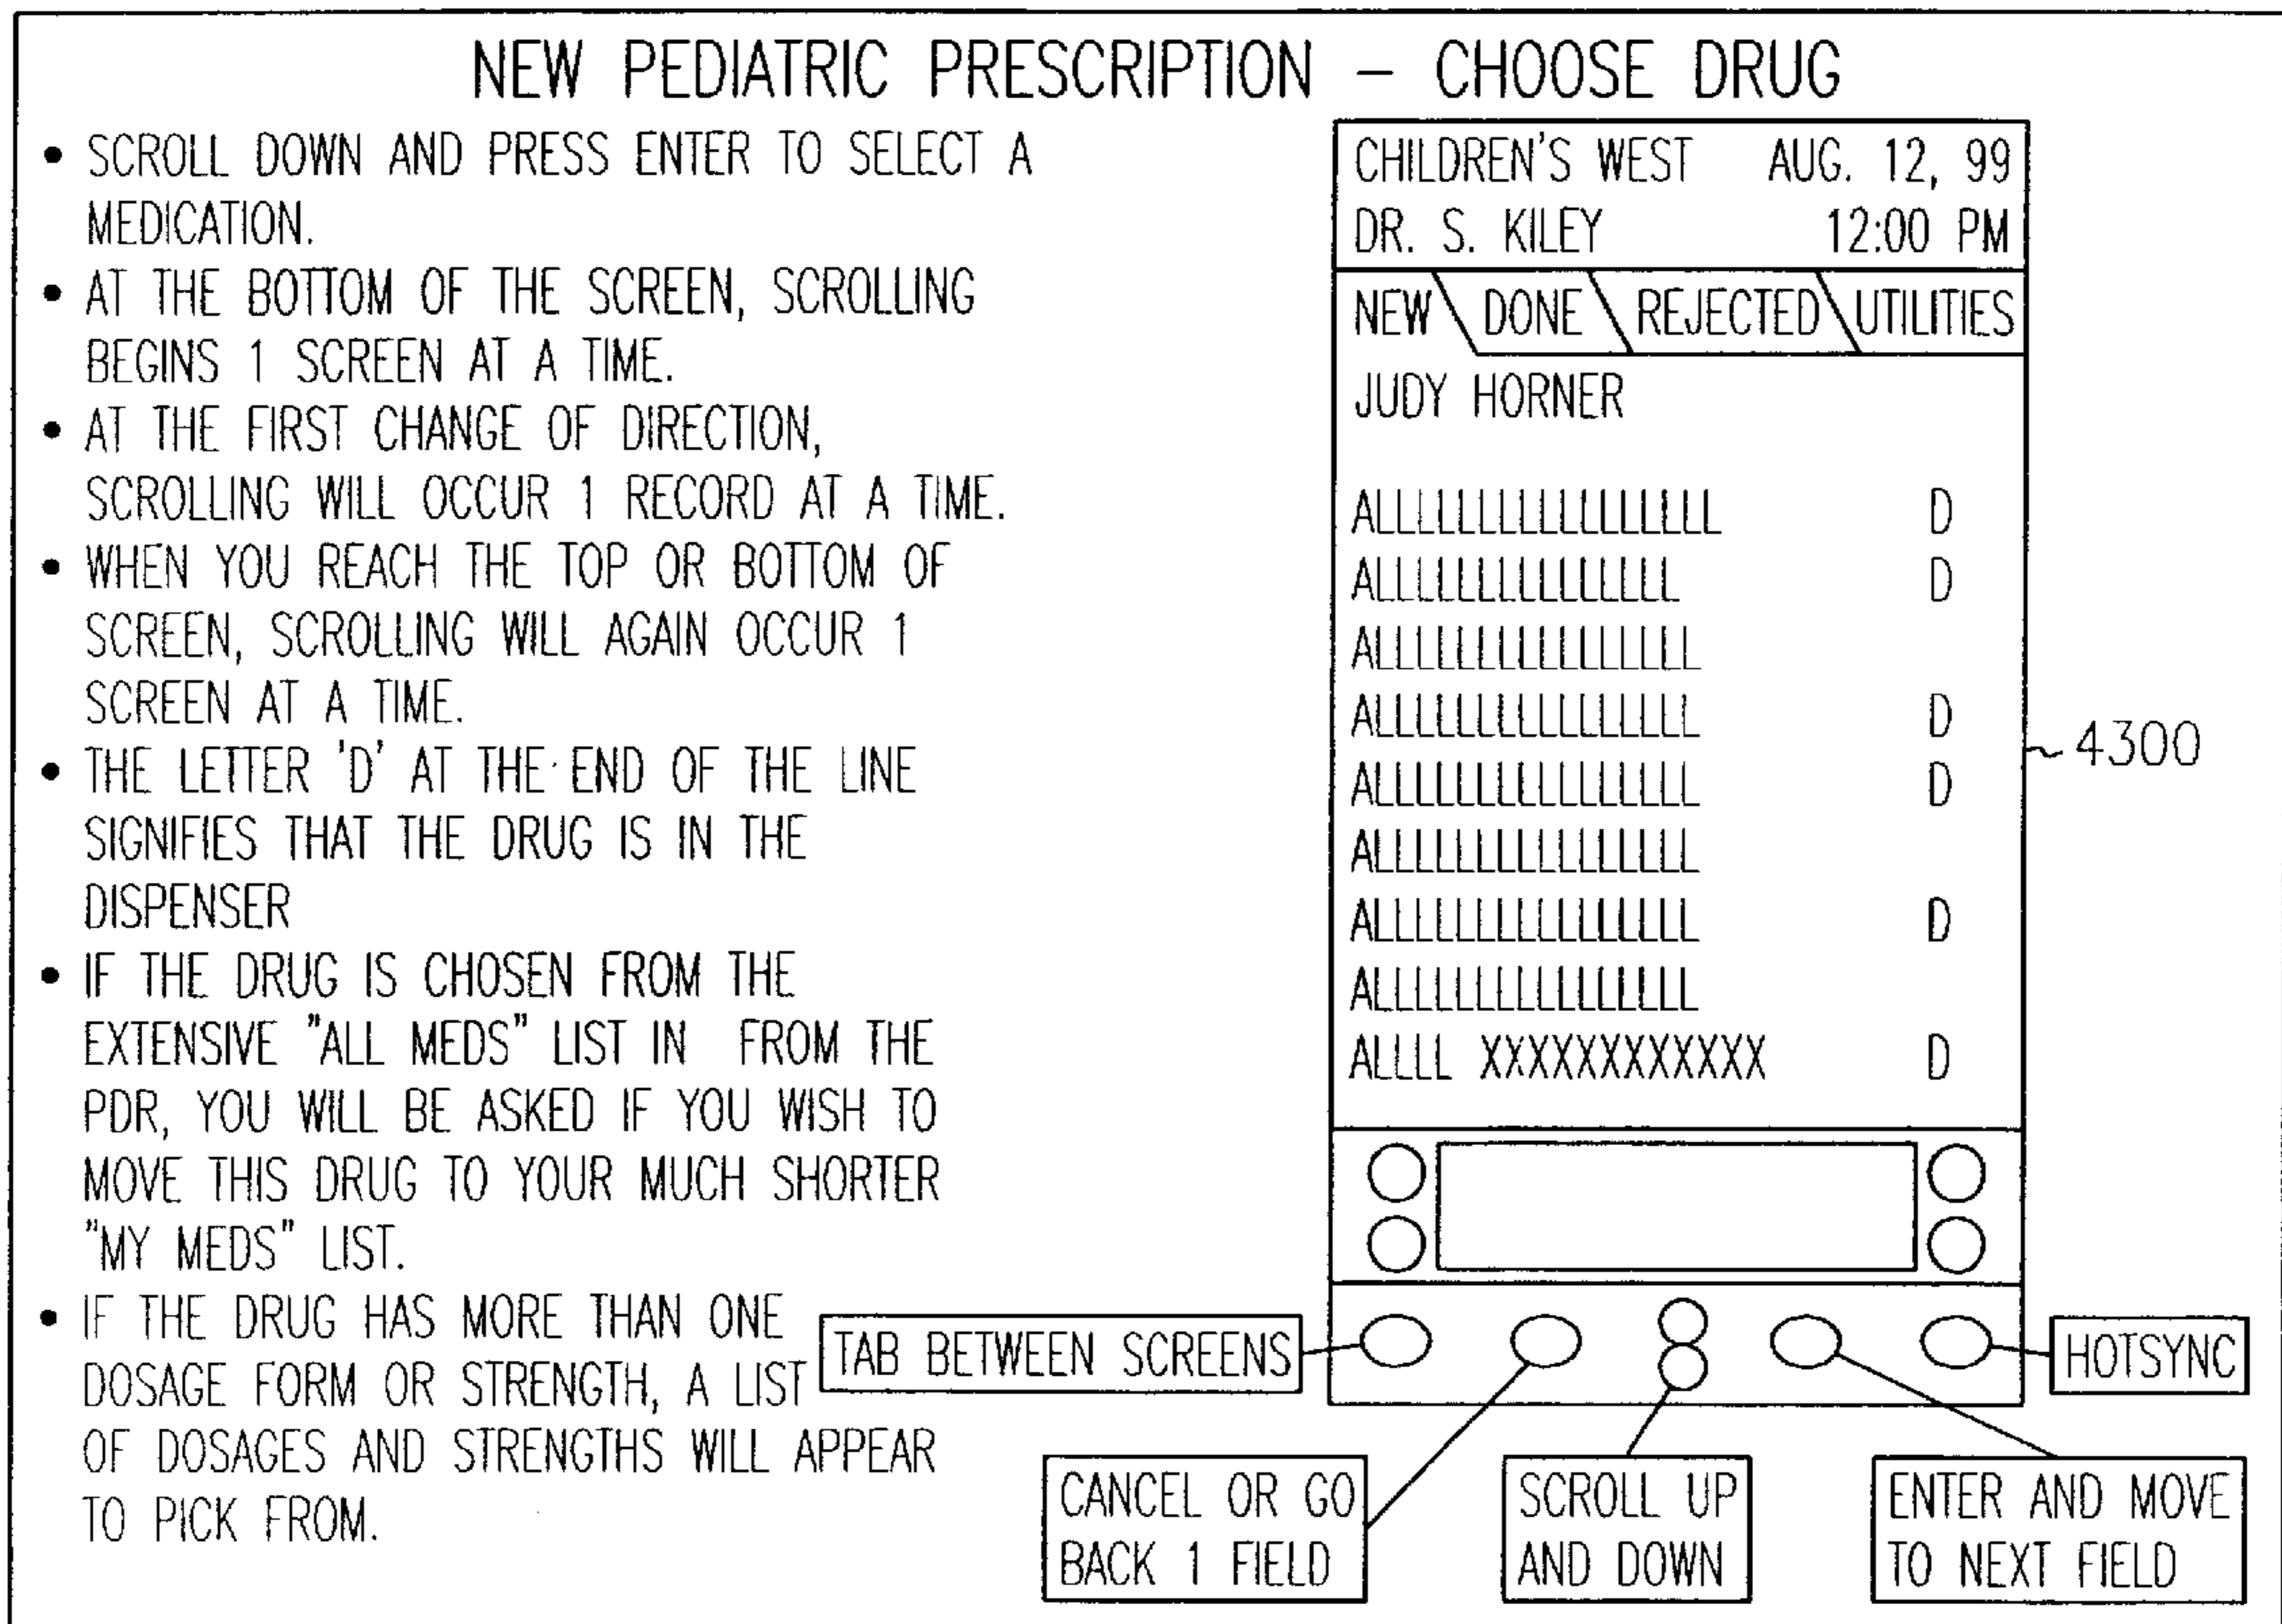 NEW PEDIATRIC PRESCRIPTION – CHOOSE DRUG
• SCROLL DOWN AND PRESS ENTER TO SELECT A
MEDICATION.
• AT THE BOTTOM OF THE SCREEN, SCROLLING
BEGINS 1 SCREEN AT A TIME.
• AT THE FIRST CHANGE OF DIRECTION,
SCROLLING WILL OCCUR 1 RECORD AT A TIME.
• WHEN YOU REACH THE TOP OR BOTTOM OF
SCREEN, SCROLLING WILL AGAIN OCCUR 1
SCREEN AT A TIME.
• THE LETTER 'D' AT THE END OF THE LINE
SIGNIFIES THAT THE DRUG IS IN THE
DISPENSER
• IF THE DRUG IS CHOSEN FROM THE
EXTENSIVE "ALL MEDS" LIST IN FROM THE
PDR, YOU WILL BE ASKED IF YOU WISH TO
MOVE THIS DRUG TO YOUR MUCH SHORTER
"MY MEDS" LIST.
• IF THE DRUG HAS MORE THAN ONE
DOSAGE FORM OR STRENGTH, A LIST
OF DOSAGES AND STRENGTHS WILL APPEAR
TO PICK FROM.
CHILDREN'S WEST AUG. 12, 99
DR. S. KILEY 12:00 PM
NEW DONE REJECTED UTILITIES
JUDY HORNER
ALLLLLLLLLLLLLLLLL D
ALLLLLLLLLLLLLLL D
ALLLLLLLLLLLLLLLL
ALLLLLLLLLLLLLLLL D
ALLLLLLLLLLLLLLLL D
ALLLLLLLLLLLLLLLL
ALLLLLLLLLLLLLLLL D
ALLLLLLLLLLLLLLLL
ALLLL XXXXXXXXXXXX D
4300
TAB BETWEEN SCREENS
HOTSYNC
CANCEL OR GO
BACK 1 FIELD
SCROLL UP
AND DOWN
ENTER AND MOVE
TO NEXT FIELD